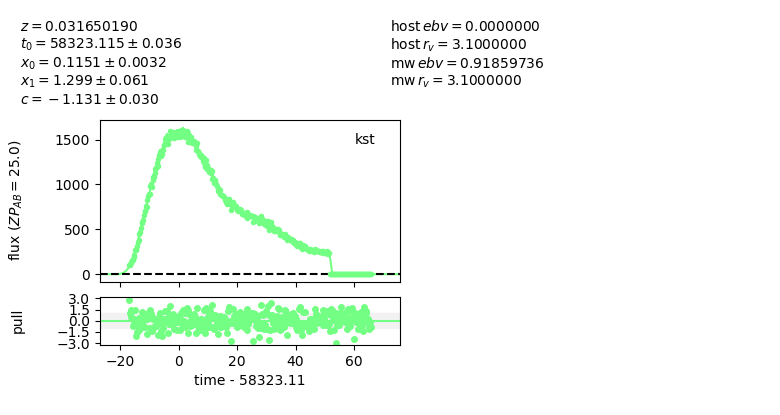 z = 0.031650190
t₀ = 58323.115 ± 0.036
x₀ = 0.1151 ± 0.0032
x₁ = 1.299 ± 0.061
c = −1.131 ± 0.030
host ebv = 0.0000000
host r_v = 3.1000000
mw ebv = 0.91859736
mw r_v = 3.1000000
kst
flux (ZP_AB = 25.0)
1500
1000
500
0
pull
3.0
1.5
0.0
−1.5
−3.0
−20 0 20 40 60
time - 58323.11